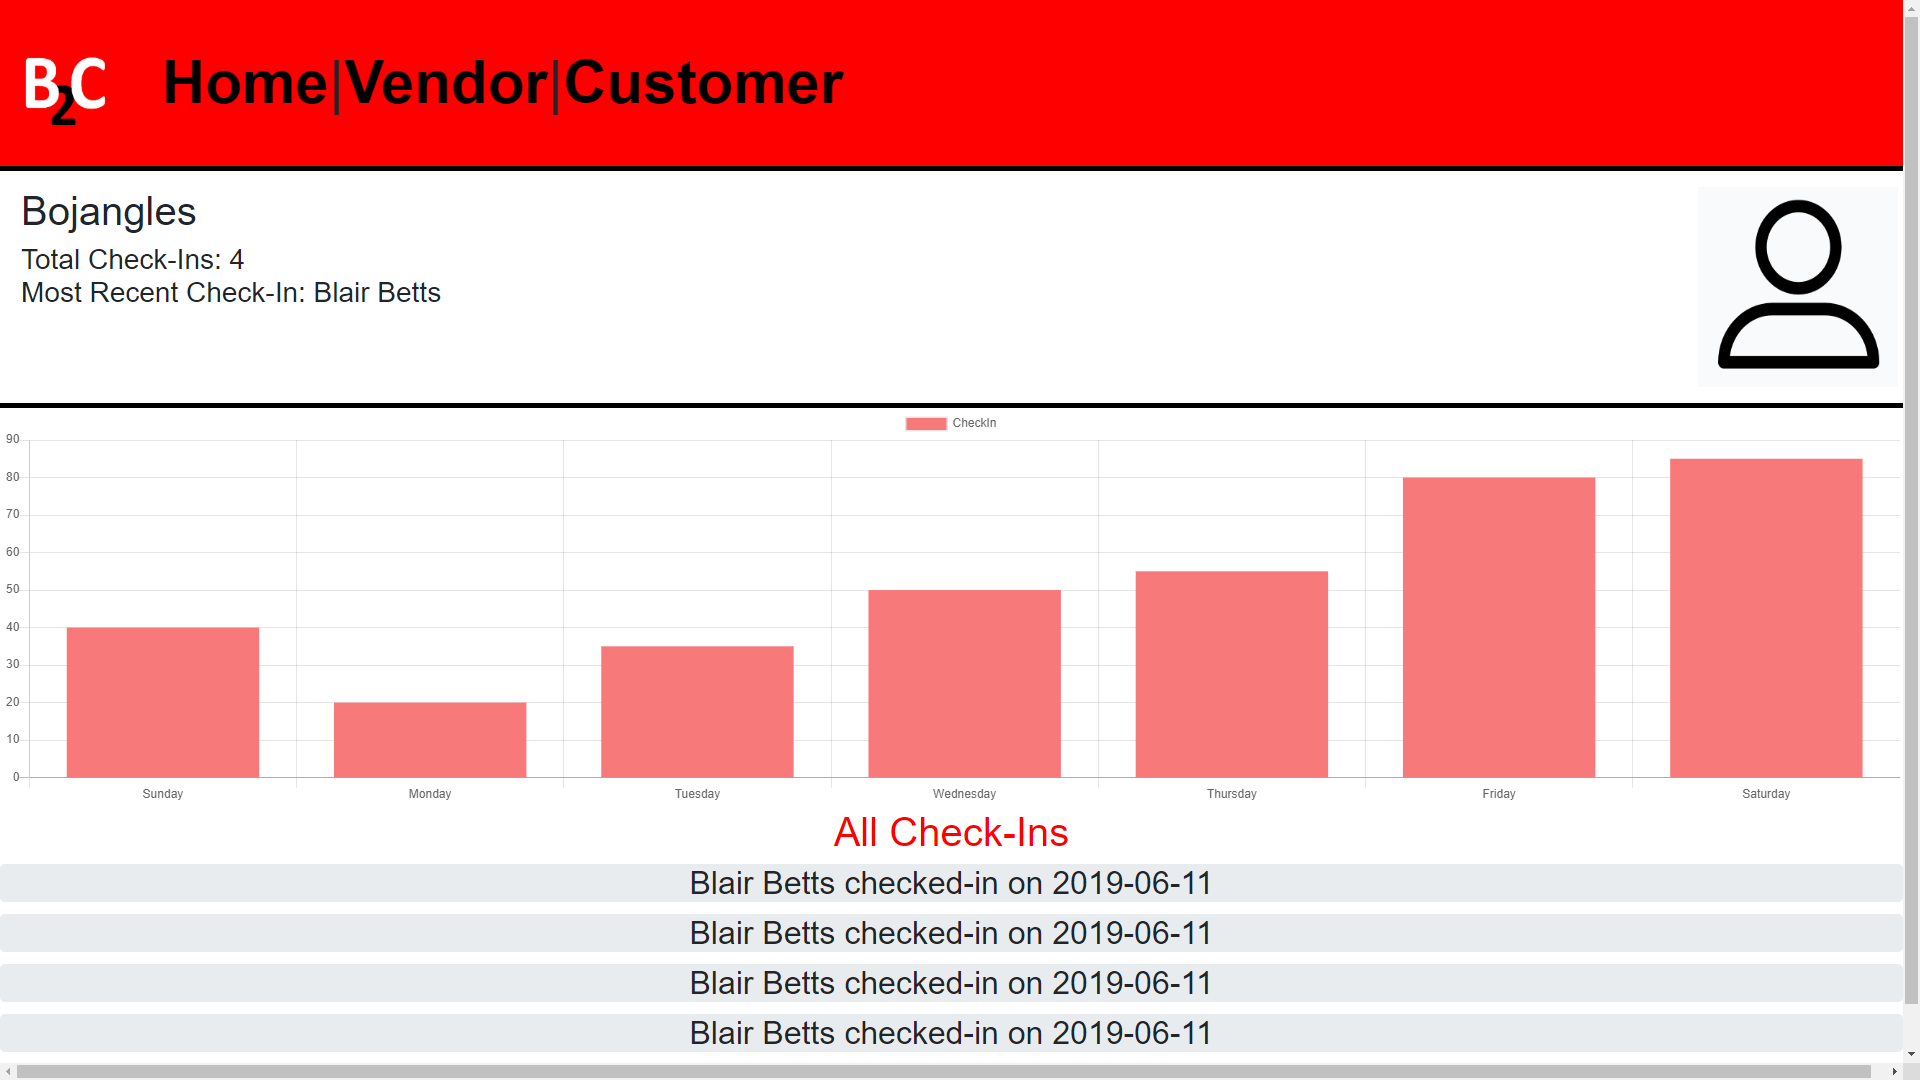 B2C
Home|Vendor|Customer
Bojangles
Total Check-Ins: 4
Most Recent Check-In: Blair Betts
CheckIn
90
80
70
60
50
40
30
20
10
0
Sunday Monday Tuesday Wednesday Thursday Friday Saturday
All Check-Ins
Blair Betts checked-in on 2019-06-11
Blair Betts checked-in on 2019-06-11
Blair Betts checked-in on 2019-06-11
Blair Betts checked-in on 2019-06-11